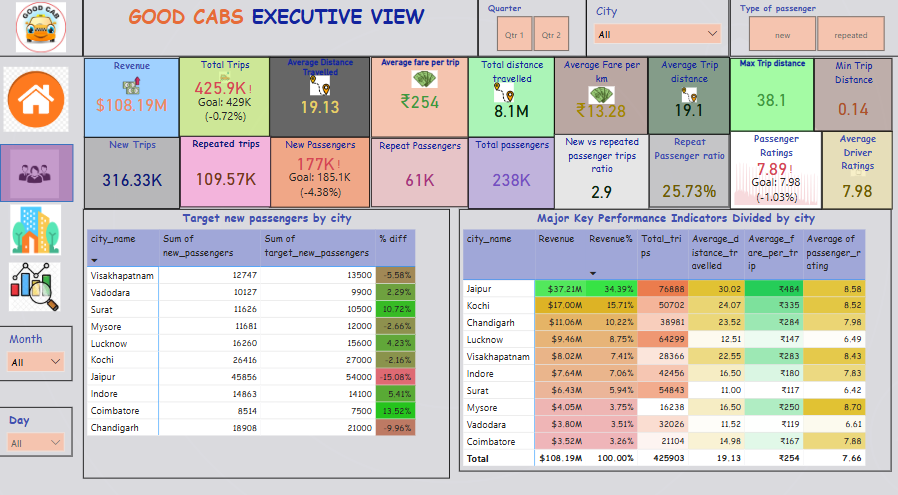 GOOD CAB
GOOD CABS EXECUTIVE VIEW
Quarter
Qtr 1 Qtr 2
City
All
Type of passenger
new repeated
Revenue
$108.19M
Total Trips
425.9K!
Goal: 429K
(-0.72%)
Average Distance
Travelled
19.13
Average fare per trip
₹254
Total distance
travelled
8.1M
Average Fare per
km
₹13.28
Average Trip
distance
19.1
Max Trip distance
38.1
Min Trip
Distance
0.14
New Trips
316.33K
Repeated trips
109.57K
New Passengers
177K!
Goal: 185.1K
(-4.38%)
Repeat Passengers
61K
Total passengers
238K
New vs repeated
passenger trips
ratio
2.9
Repeat
Passenger ratio
25.73%
Passenger
Ratings
7.89!
Goal: 7.98
(-1.03%)
Average
Driver
Ratings
7.98
Month
All
Day
All
Target new passengers by city
city_name Sum of new_passengers Sum of target_new_passengers % diff
Visakhapatnam 12747 13500 -5.58%
Vadodara 10127 9900 2.29%
Surat 11626 10500 10.72%
Mysore 11681 12000 -2.66%
Lucknow 16260 15600 4.23%
Kochi 26416 27000 -2.16%
Jaipur 45856 54000 -15.08%
Indore 14863 14100 5.41%
Coimbatore 8514 7500 13.52%
Chandigarh 18908 21000 -9.96%
Major Key Performance Indicators Divided by city
city_name Revenue Revenue% Total_trips Average_distance_travelled Average_fare_per_trip Average of passenger_rating
Jaipur $37.21M 34.39% 76888 30.02 ₹484 8.58
Kochi $17.00M 15.71% 50702 24.07 ₹335 8.52
Chandigarh $11.06M 10.22% 38981 23.52 ₹284 7.98
Lucknow $9.46M 8.75% 64299 12.51 ₹147 6.49
Visakhapatnam $8.02M 7.41% 28366 22.55 ₹283 8.43
Indore $7.64M 7.06% 42456 16.50 ₹180 7.83
Surat $6.43M 5.94% 54843 11.00 ₹117 6.42
Mysore $4.05M 3.75% 16238 16.50 ₹250 8.70
Vadodara $3.80M 3.51% 32026 11.52 ₹119 6.61
Coimbatore $3.52M 3.26% 21104 14.98 ₹167 7.88
Total $108.19M 100.00% 425903 19.13 ₹254 7.66